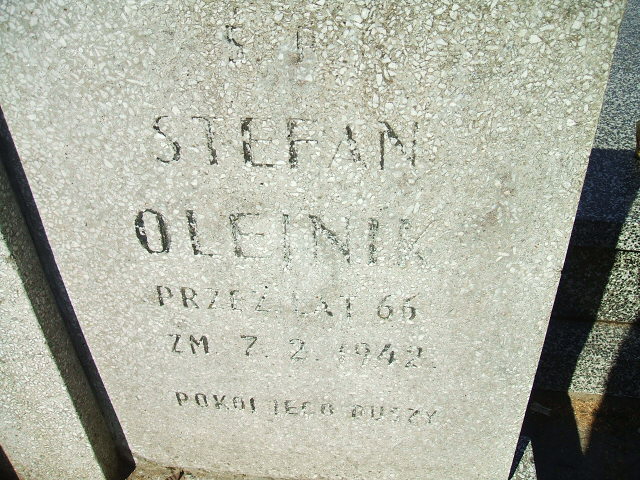 S P
STEFAN
OLEJNIK
PRZEŻ. LAT 66
ZM. 7. 2. 1942.
POKÓJ JEGO DUSZY